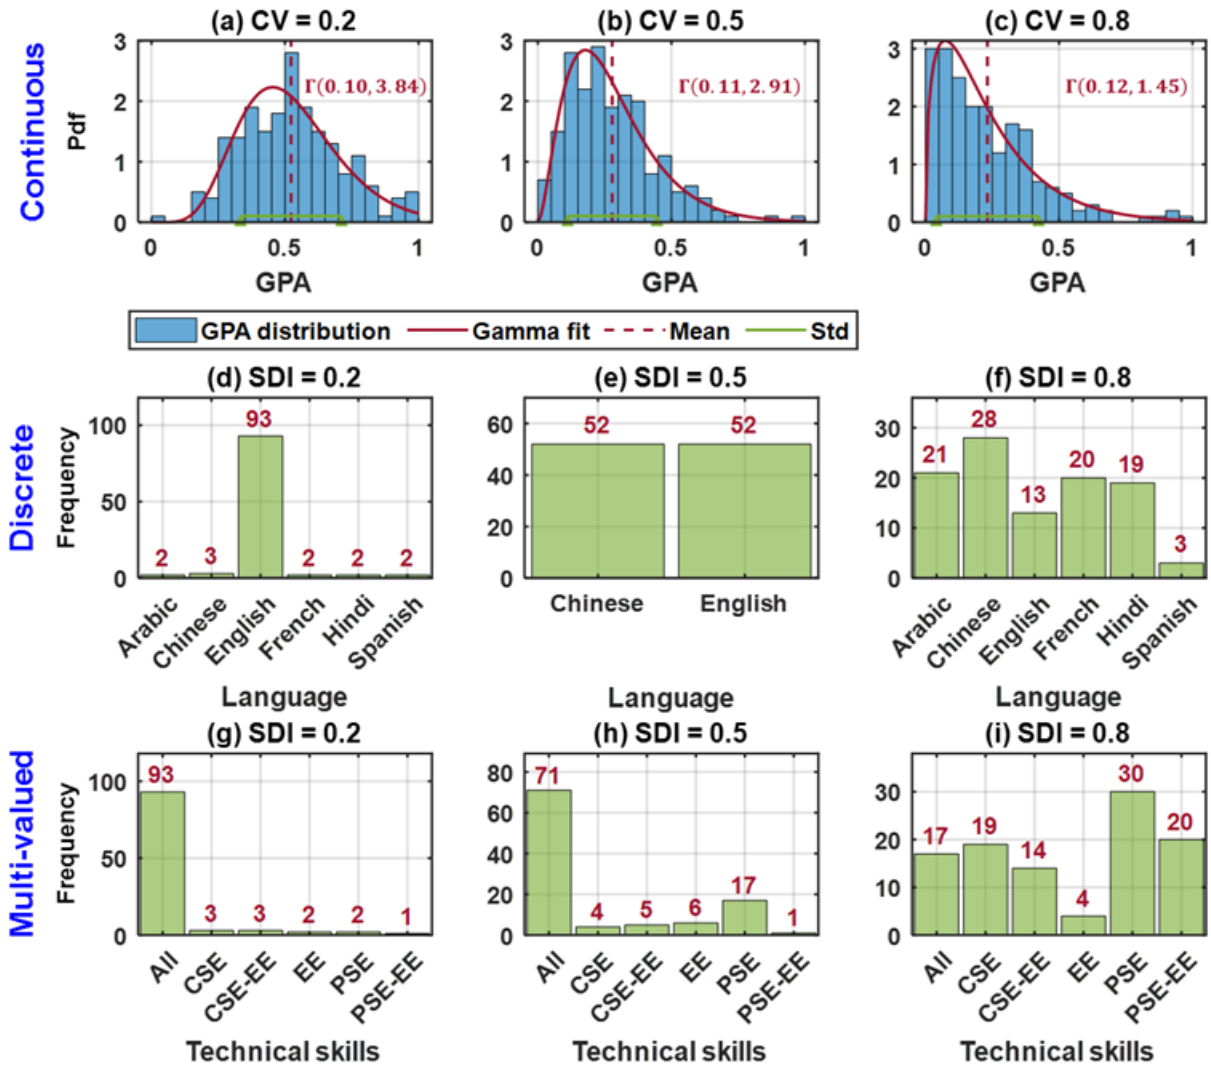 (a) CV = 0.2 (b) CV = 0.5 (c) CV = 0.8
Continuous
Pdf
3 2 1 0
Γ(0.10, 3.84)
0 0.5 1
GPA
3 2 1 0
Γ(0.11, 2.91)
0 0.5 1
GPA
3 2 1 0
Γ(0.12, 1.45)
0 0.5 1
GPA
GPA distribution Gamma fit Mean Std
(d) SDI = 0.2 (e) SDI = 0.5 (f) SDI = 0.8
Discrete
Frequency
100 50 0
2 3 93 2 2 2
Arabic Chinese English French Hindi Spanish
Language
60 40 20 0
52 52
Chinese English
Language
30 20 10 0
21 28 13 20 19 3
Arabic Chinese English French Hindi Spanish
Language
(g) SDI = 0.2 (h) SDI = 0.5 (i) SDI = 0.8
Multi-valued
Frequency
100 50 0
93 3 3 2 2 1
All CSE CSE-EE EE PSE PSE-EE
Technical skills
80 60 40 20 0
71 4 5 6 17 1
All CSE CSE-EE EE PSE PSE-EE
Technical skills
30 20 10 0
17 19 14 4 30 20
All CSE CSE-EE EE PSE PSE-EE
Technical skills